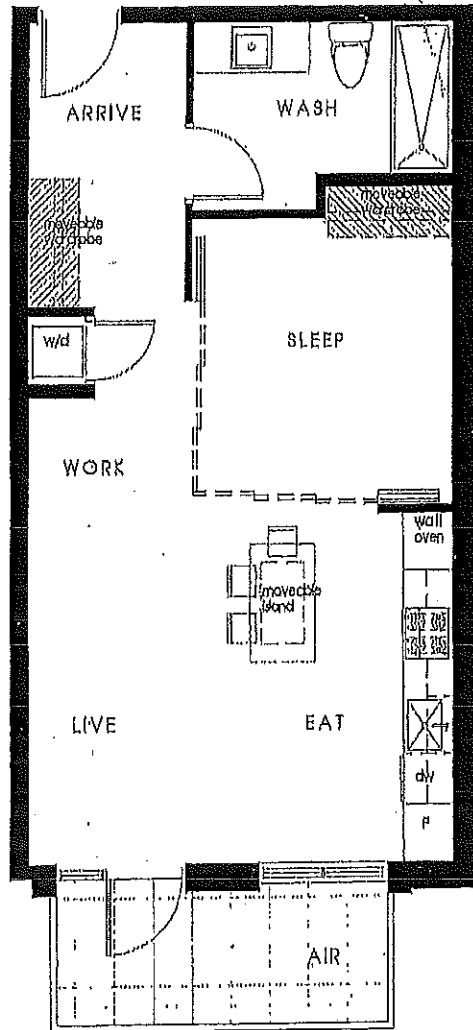 ARRIVE
WASH
moveable
wardrobe
moveable
wardrobe
w/d
SLEEP
WORK
wall
oven
moveable
island
LIVE
EAT
dw
AIR